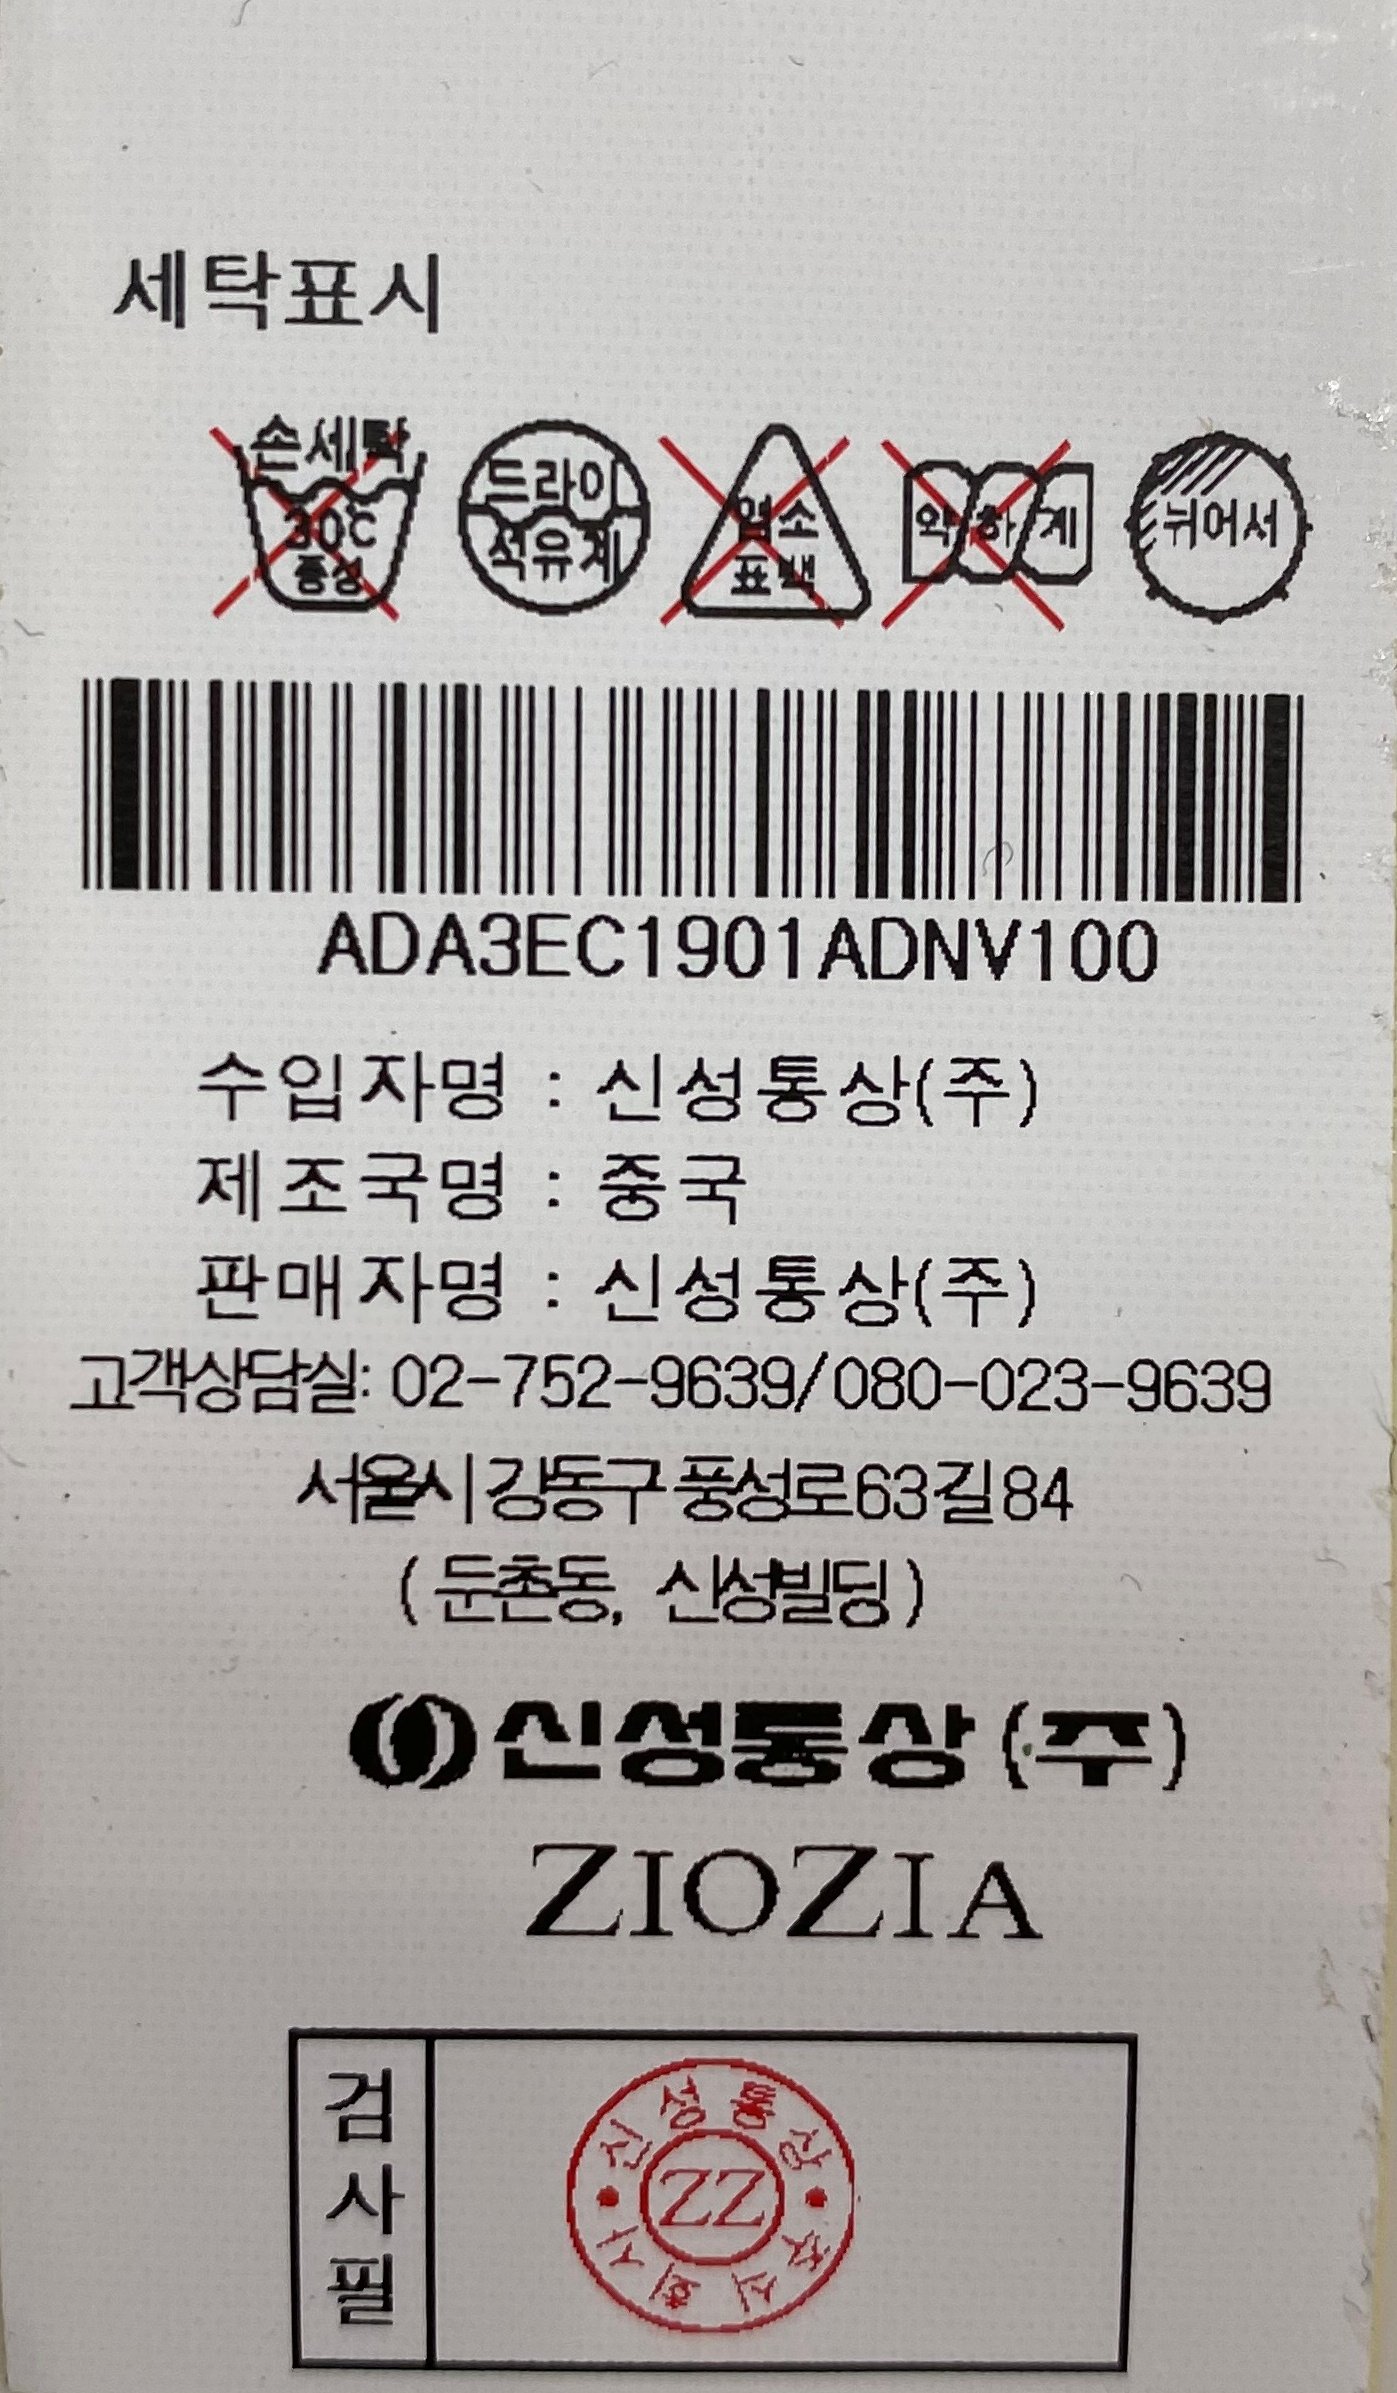 세탁표시
손세탁 드라이 염소 약하게 뉘어서
30C 석유계 표백
중성
ADA3EC1901ADNV100
수입자명 : 신성통상(주)
제조국명 : 중국
판매자명 : 신성통상(주)
고객상담실: 02-752-9639/080-023-9639
서울시 강동구 풍성로63길84
(둔촌동, 신성빌딩)
신성통상(주)
ZIOZIA
검사필
신성통상
ZZ
주식회사